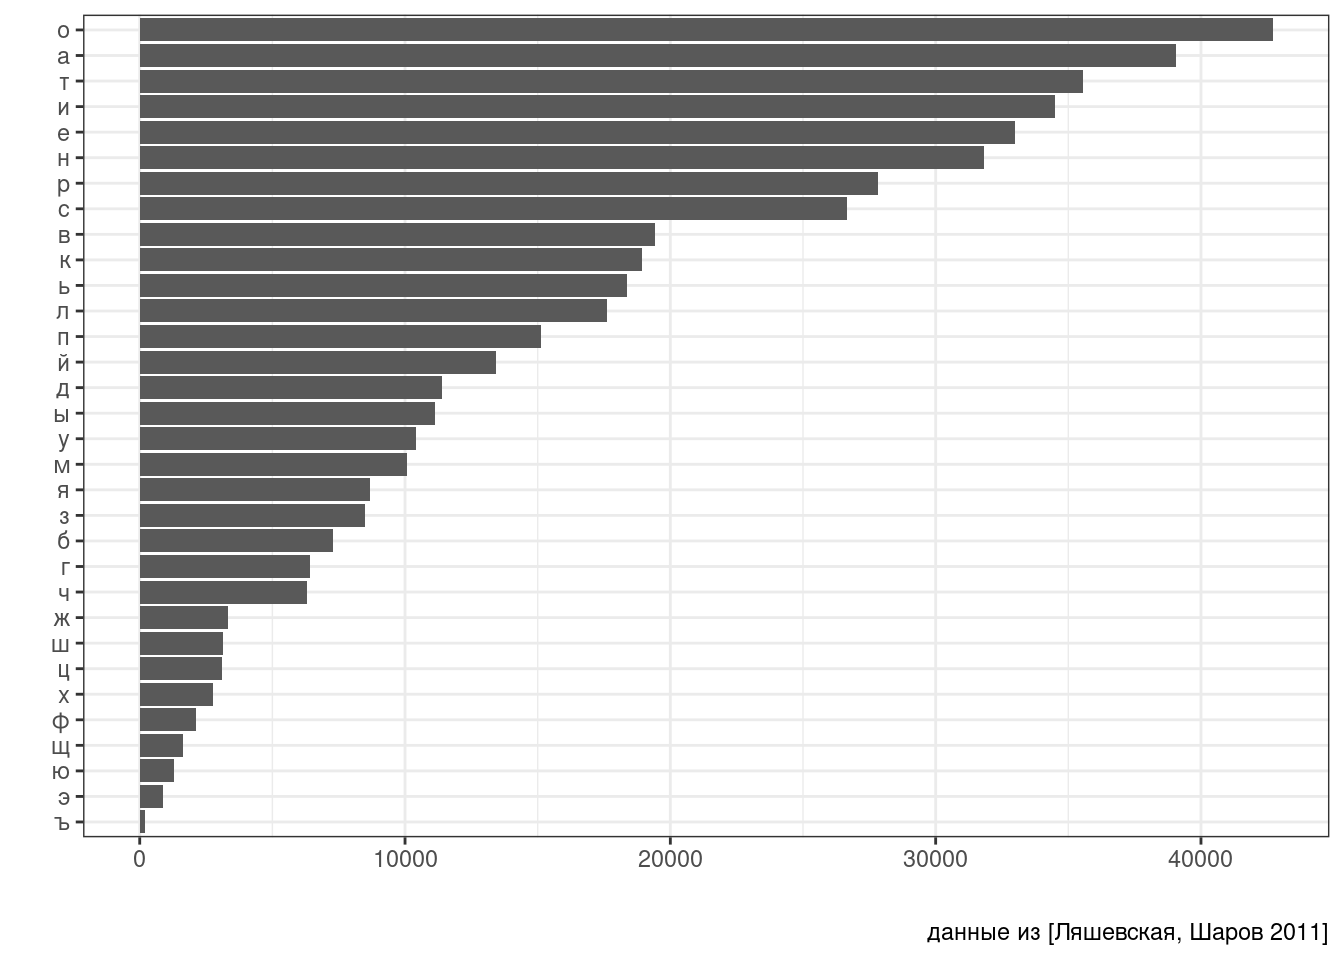 о
а
т
и
е
н
р
с
в
к
ь
л
п
й
д
ы
у
м
я
з
б
г
ч
ж
ш
ц
х
ф
щ
ю
э
ъ
0 10000 20000 30000 40000
данные из [Ляшевская, Шаров 2011]